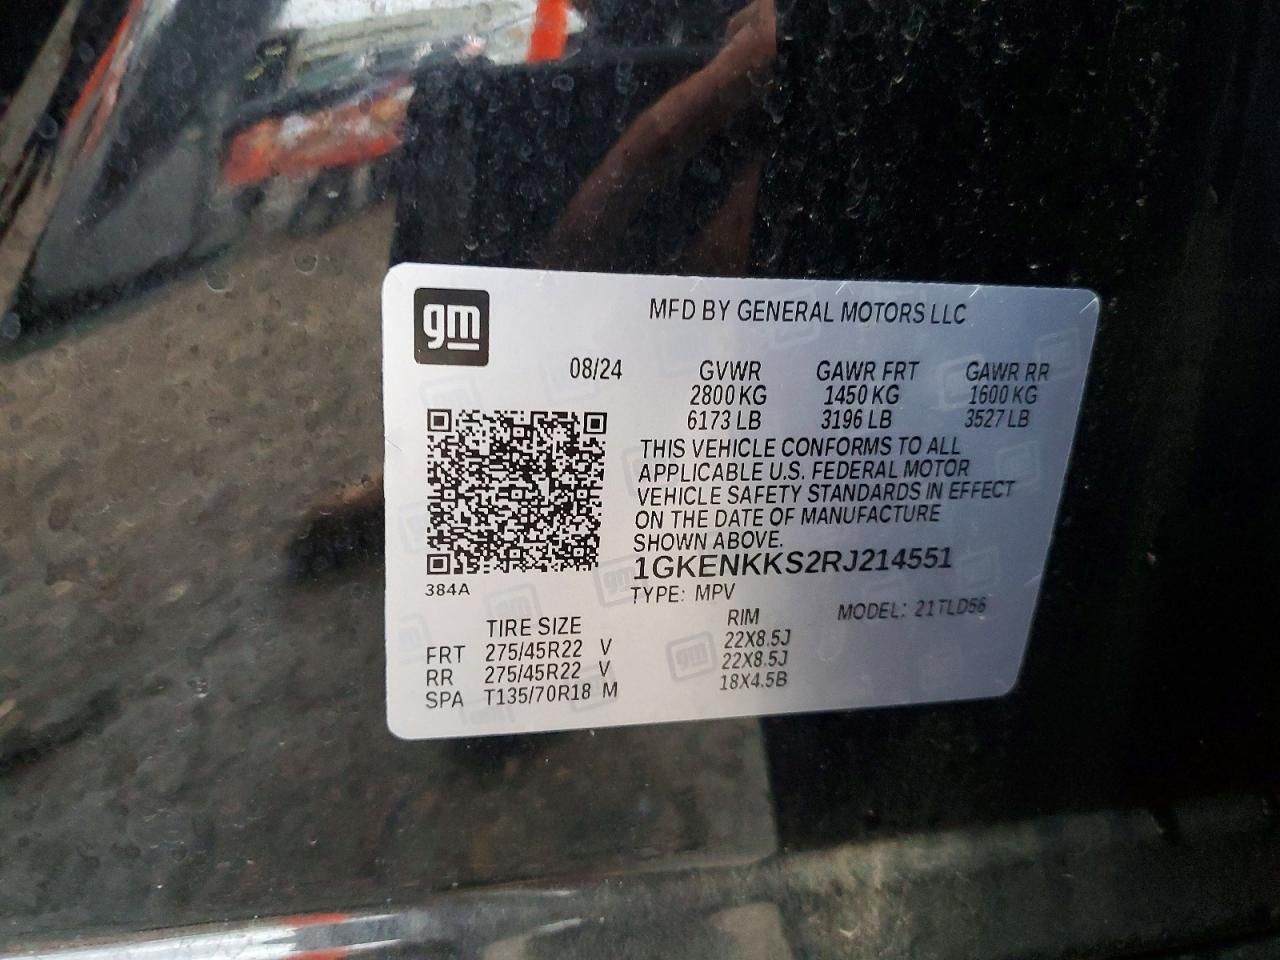 gm
MFD BY GENERAL MOTORS LLC
08/24 GVWR GAWR FRT GAWR RR
2800 KG 1450 KG 1600 KG
6173 LB 3196 LB 3527 LB
THIS VEHICLE CONFORMS TO ALL
APPLICABLE U.S. FEDERAL MOTOR
VEHICLE SAFETY STANDARDS IN EFFECT
ON THE DATE OF MANUFACTURE
SHOWN ABOVE.
1GKENKKS2RJ214551
384A
TYPE: MPV
MODEL: 21TLD56
TIRE SIZE RIM
FRT 275/45R22 V 22X8.5J
RR 275/45R22 V 22X8.5J
SPA T135/70R18 M 18X4.5B